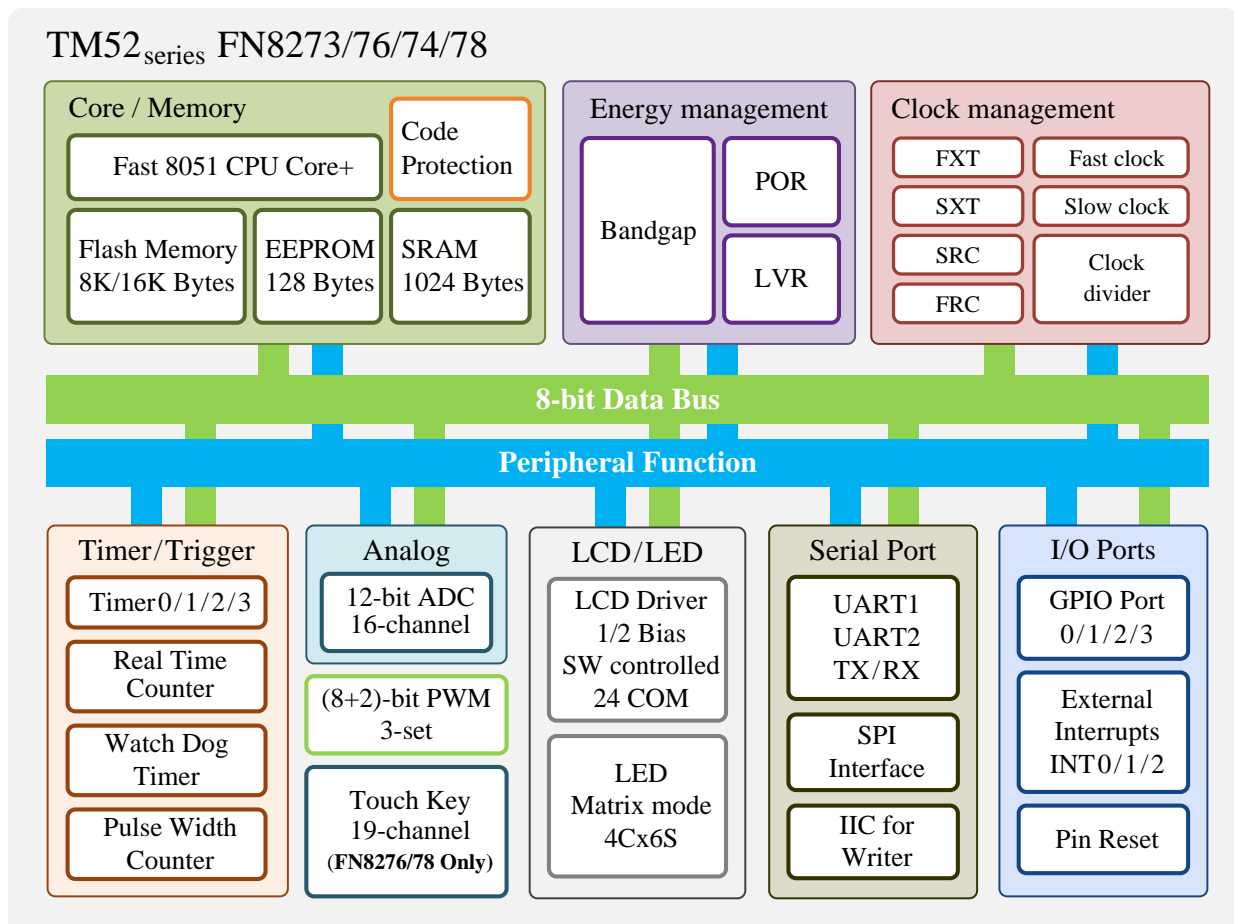 TM52series FN8273/76/74/78
Core / Memory
Fast 8051 CPU Core+
Code
Protection
Flash Memory
8K/16K Bytes
EEPROM
128 Bytes
SRAM
1024 Bytes
Energy management
Bandgap
POR
LVR
Clock management
FXT
SXT
SRC
FRC
Fast clock
Slow clock
Clock
divider
8-bit Data Bus
Peripheral Function
Timer/Trigger
Timer0/1/2/3
Real Time
Counter
Watch Dog
Timer
Pulse Width
Counter
Analog
12-bit ADC
16-channel
(8+2)-bit PWM
3-set
Touch Key
19-channel
(FN8276/78 Only)
LCD/LED
LCD Driver
1/2 Bias
SW controlled
24 COM
LED
Matrix mode
4Cx6S
Serial Port
UART1
UART2
TX/RX
SPI
Interface
IIC for
Writer
I/O Ports
GPIO Port
0/1/2/3
External
Interrupts
INT0/1/2
Pin Reset